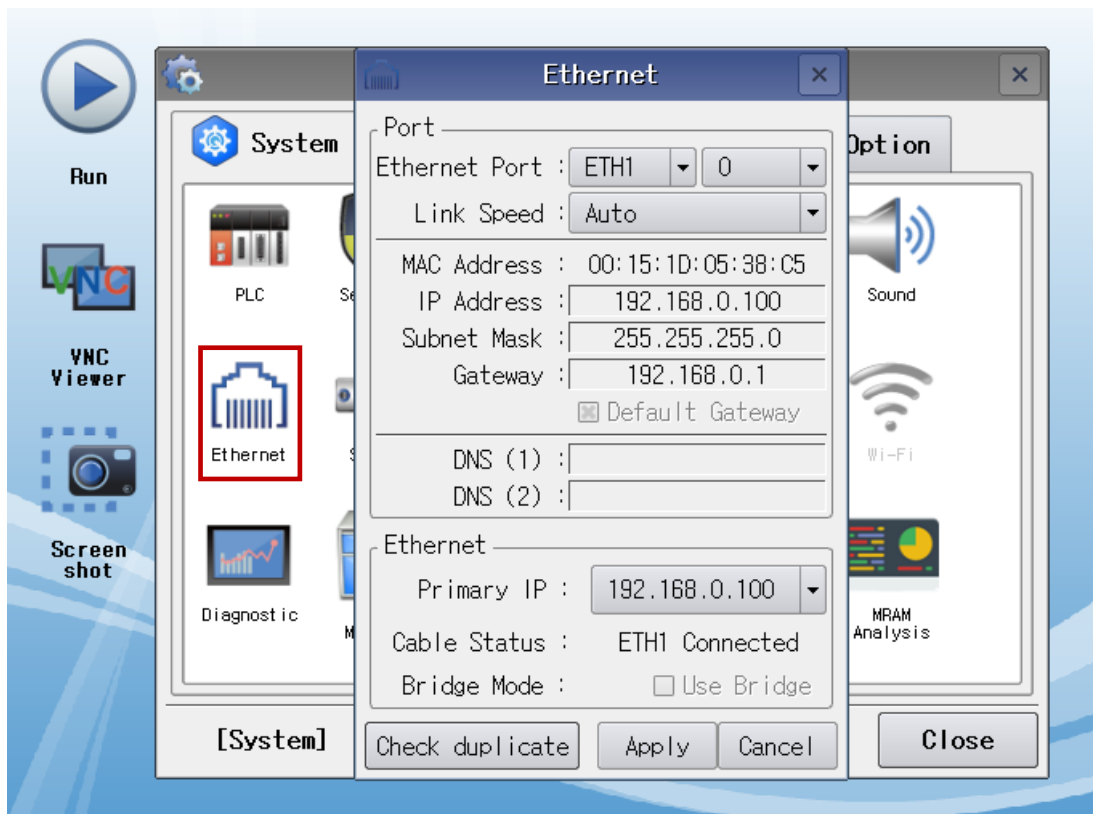 Run
VNC
VNC
Viewer
Screen
shot
System
Option
PLC
Sound
Ethernet
Wi-Fi
Diagnostic
MRAM
Analysis
[System]
Close
Ethernet
Port
Ethernet Port : ETH1 0
Link Speed : Auto
MAC Address : 00:15:1D:05:38:C5
IP Address : 192.168.0.100
Subnet Mask : 255.255.255.0
Gateway : 192.168.0.1
Default Gateway
DNS (1) :
DNS (2) :
Ethernet
Primary IP : 192.168.0.100
Cable Status : ETH1 Connected
Bridge Mode : Use Bridge
Check duplicate Apply Cancel